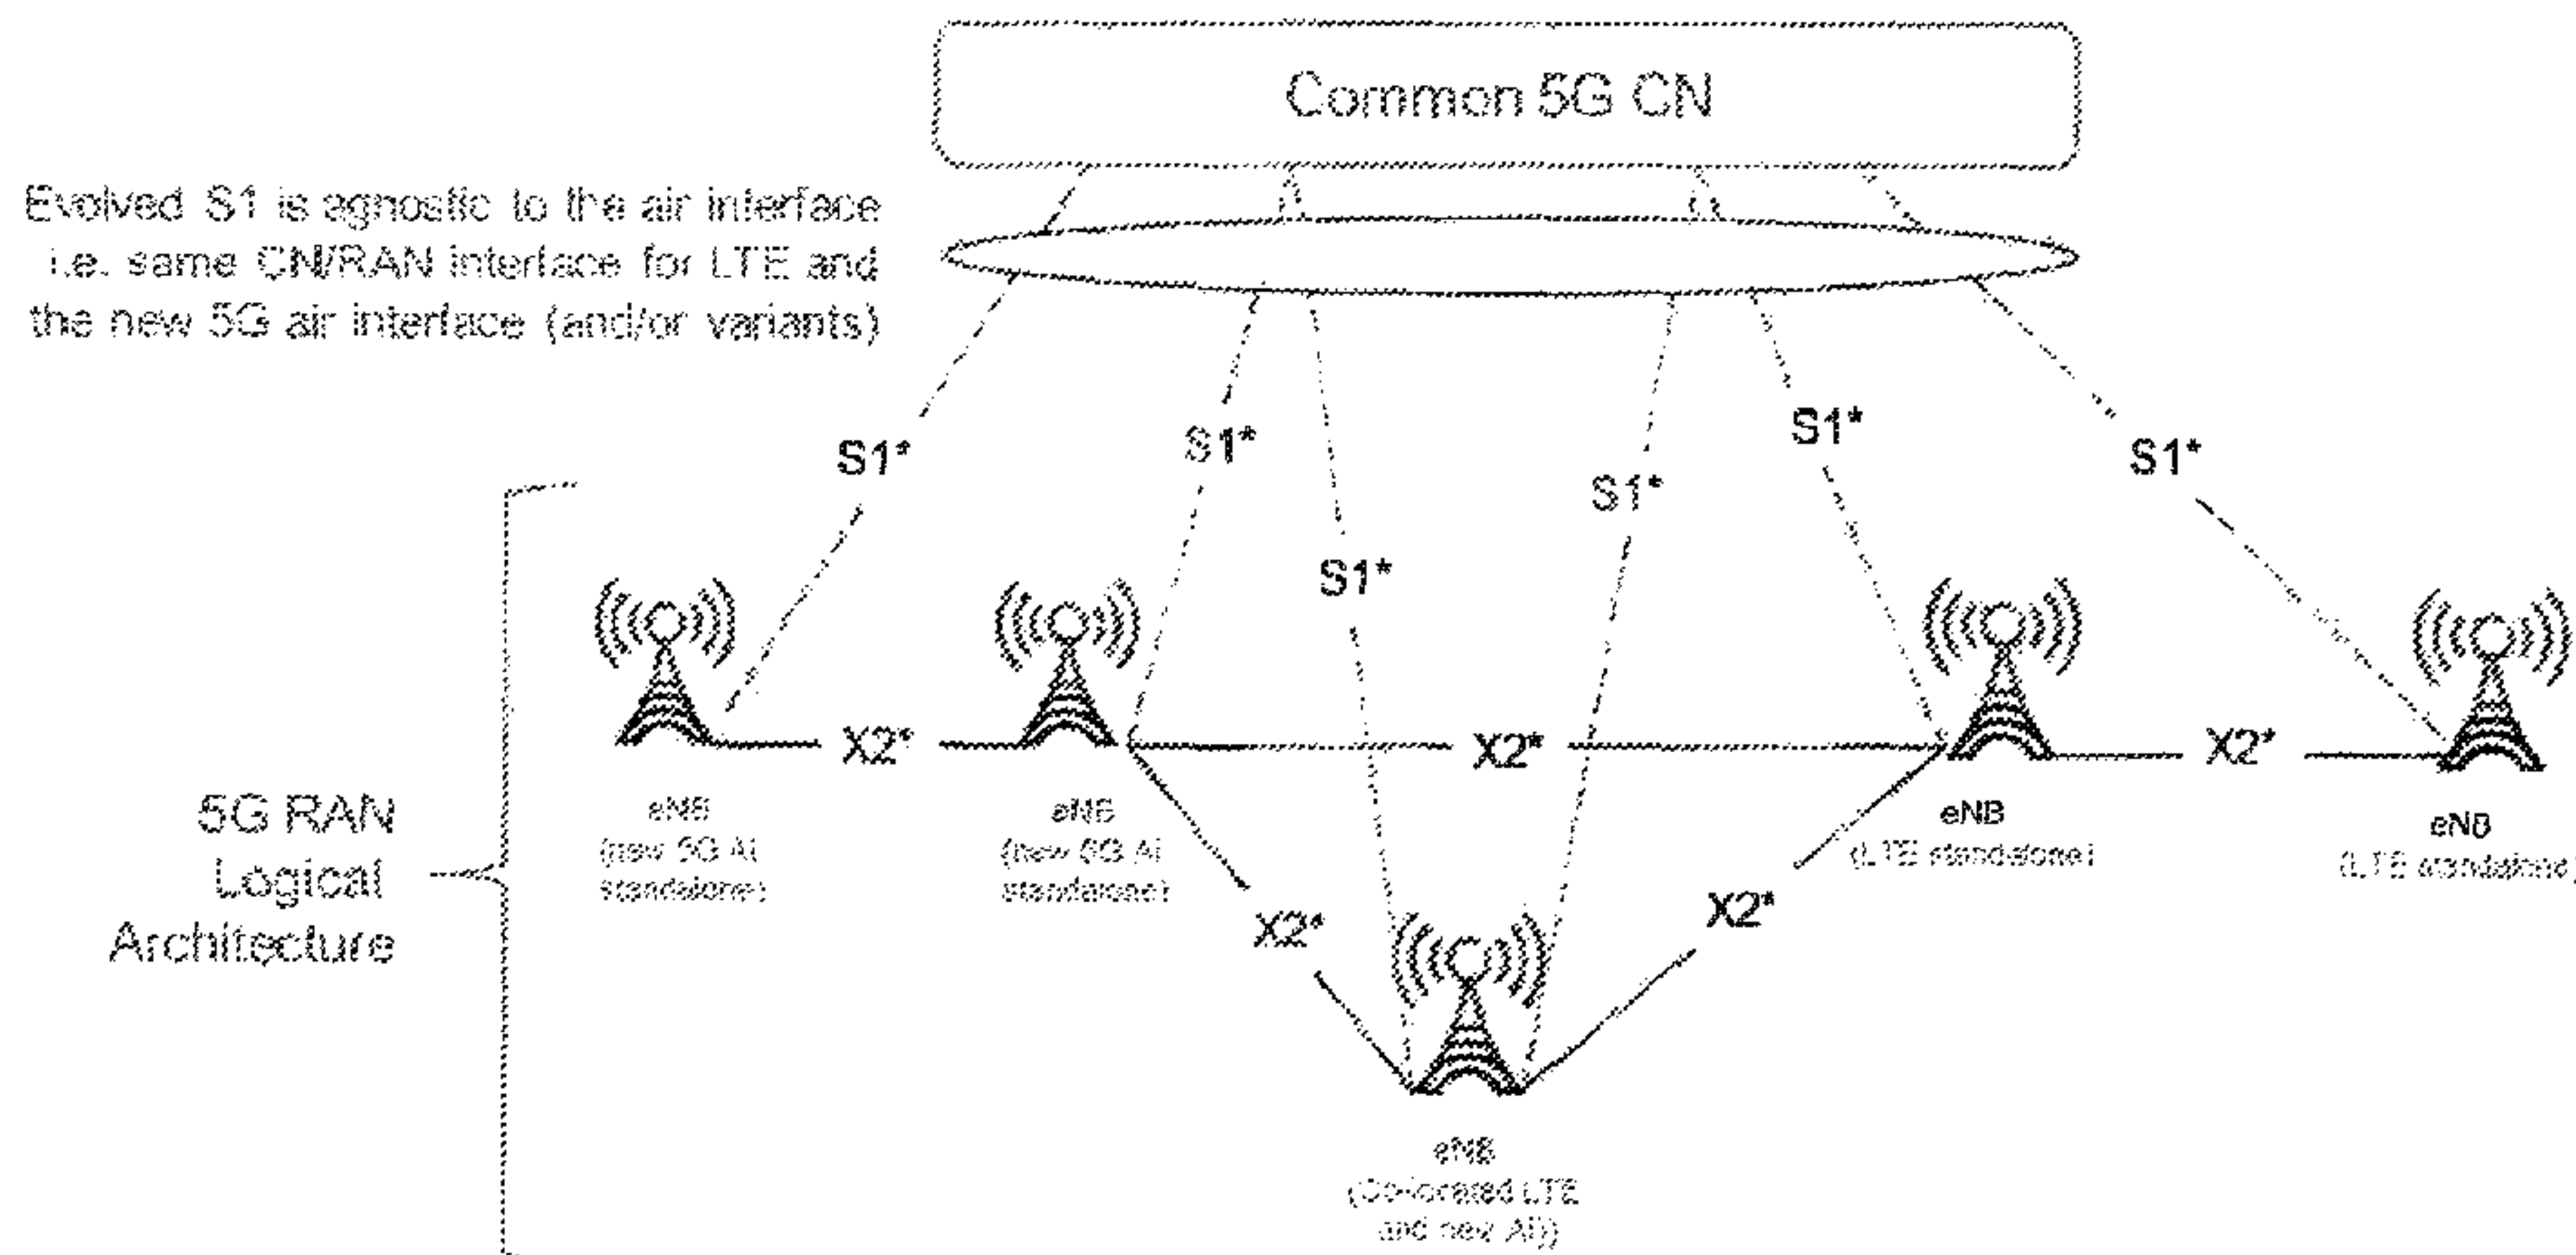 Common 5G CN
Evolved S1 is agnostic to the air interface
i.e. same CN/RAN interface for LTE and
the new 5G air interface (and/or variants)
S1*
S1*
S1*
S1*
S1*
S1*
X2*
X2*
X2*
X2*
X2*
5G RAN
Logical
Architecture
eNB
(new 5G AI
standalone)
eNB
(new 5G AI
standalone)
eNB
(LTE standalone)
eNB
(LTE standalone)
eNB
(Co-located LTE
and new AI))